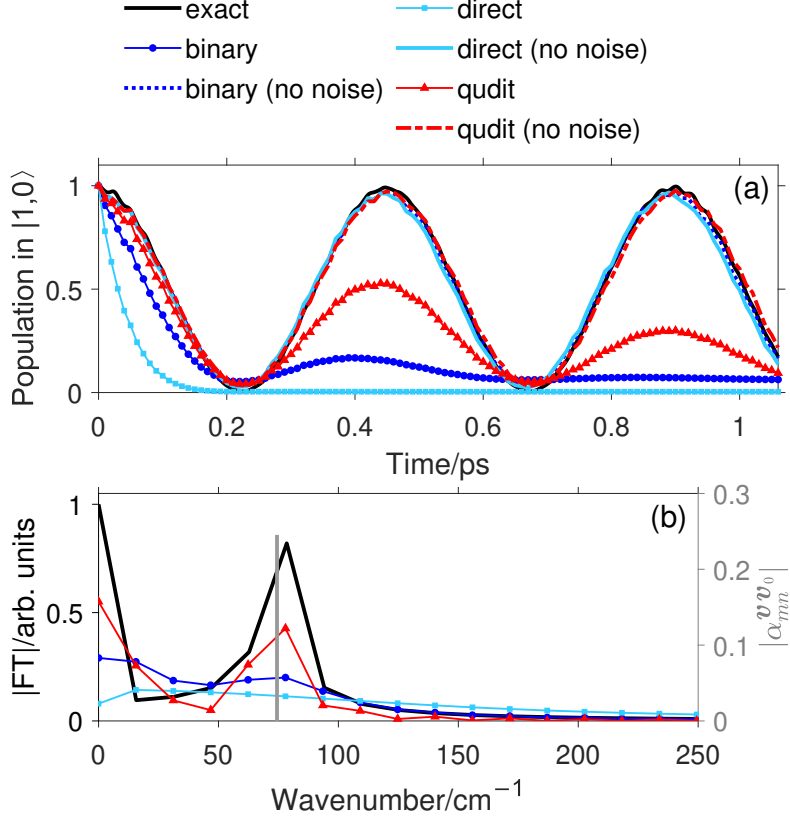 exact
direct
binary
direct (no noise)
binary (no noise)
qudit
qudit (no noise)
(a)
Population in |1,0⟩
1
0.5
0
0 0.2 0.4 0.6 0.8 1
Time/ps
(b)
|FT|/arb. units
1
0.5
0
0.3
0.2
0.1
0
|α_{mn}^{𝒗𝒗_0}|
0 50 100 150 200 250
Wavenumber/cm⁻¹